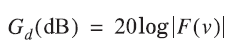 G_d(dB) = 20log|F(ν)|